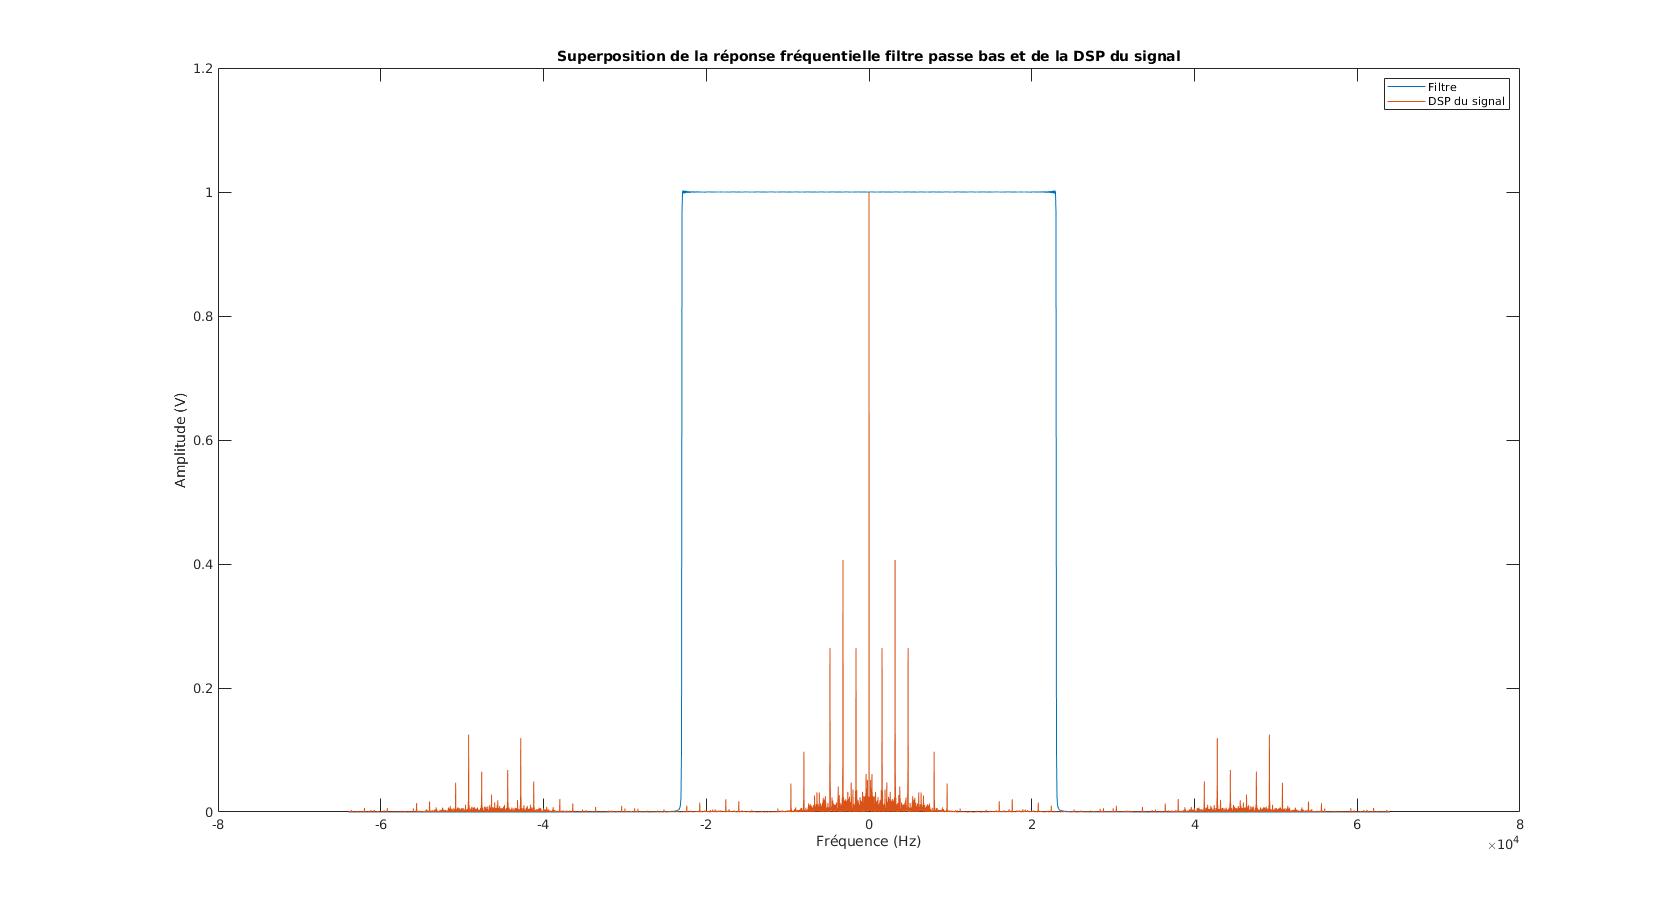 Superposition de la réponse fréquentielle filtre passe bas et de la DSP du signal
1.2
Filtre
DSP du signal
1
0.8
0.6
Amplitude (V)
0.4
0.2
0
-8 -6 -4 -2 0 2 4 6 8
Fréquence (Hz)
×10⁴